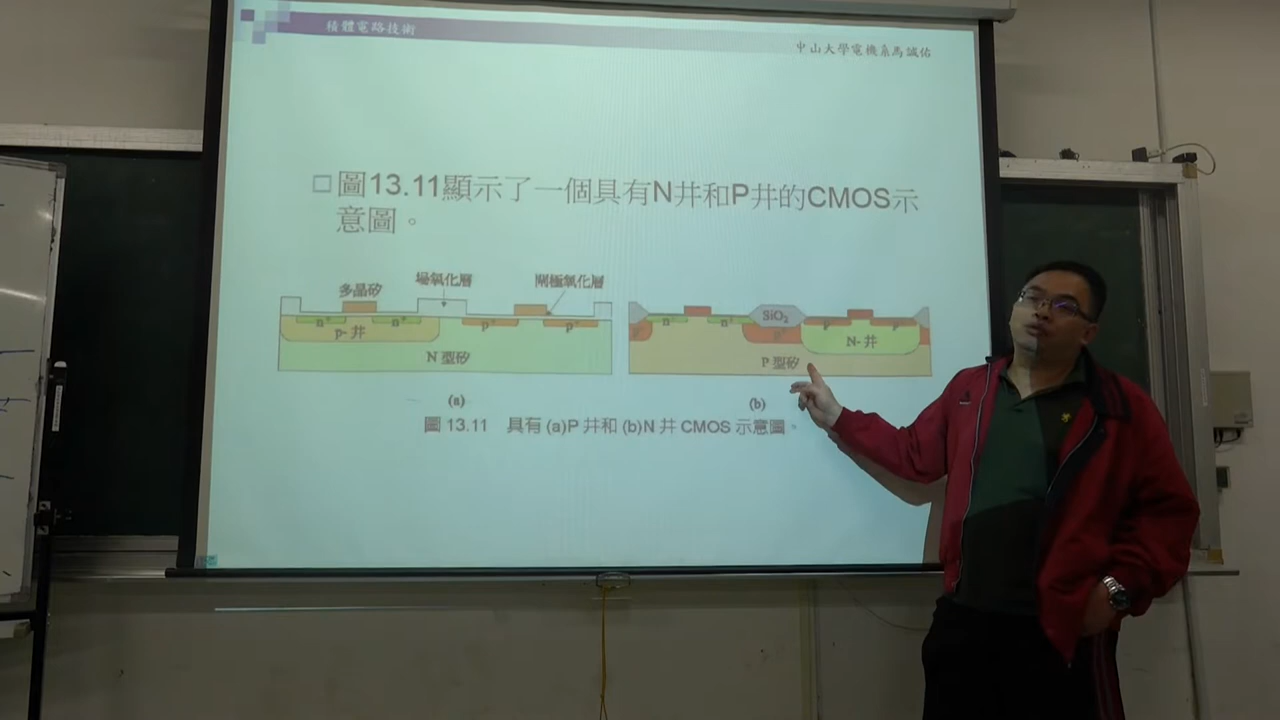 積體電路技術
中山大學電機系馬誠佑
圖13.11顯示了一個具有N井和P井的CMOS示
意圖。
多晶矽 場氧化層 閘極氧化層
n⁺ n⁺ p⁺ p⁺
p- 井
N 型矽
(a)
n⁺ n⁺ SiO₂ p⁺ p⁺
p⁺ p⁺
N- 井
P 型矽
(b)
圖 13.11 具有 (a)P 井和 (b)N 井 CMOS 示意圖。